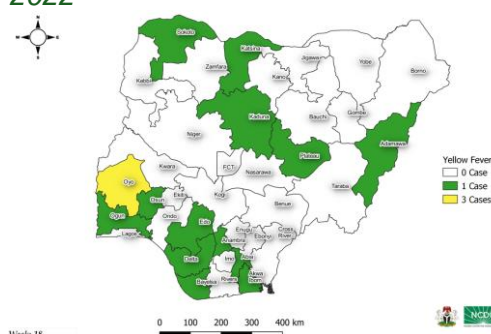 2022
N
W
E
S
Sokoto
Katsina
Jigawa
Yobe
Borno
Zamfara
Kano
Kebbi
Kaduna
Bauchi
Gombe
Adamawa
Niger
Plateau
Kwara
FCT
Nasarawa
Taraba
Oyo
Osun
Ekiti
Kogi
Benue
Ogun
Ondo
Edo
Enugu
Ebonyi
Cross
River
Lagos
Anambra
Delta
Imo
Abia
Bayelsa
Rivers
Akwa
Ibom
Yellow Fever
0 Case
1 Case
3 Cases
0 100 200 300 400 km
NCDC